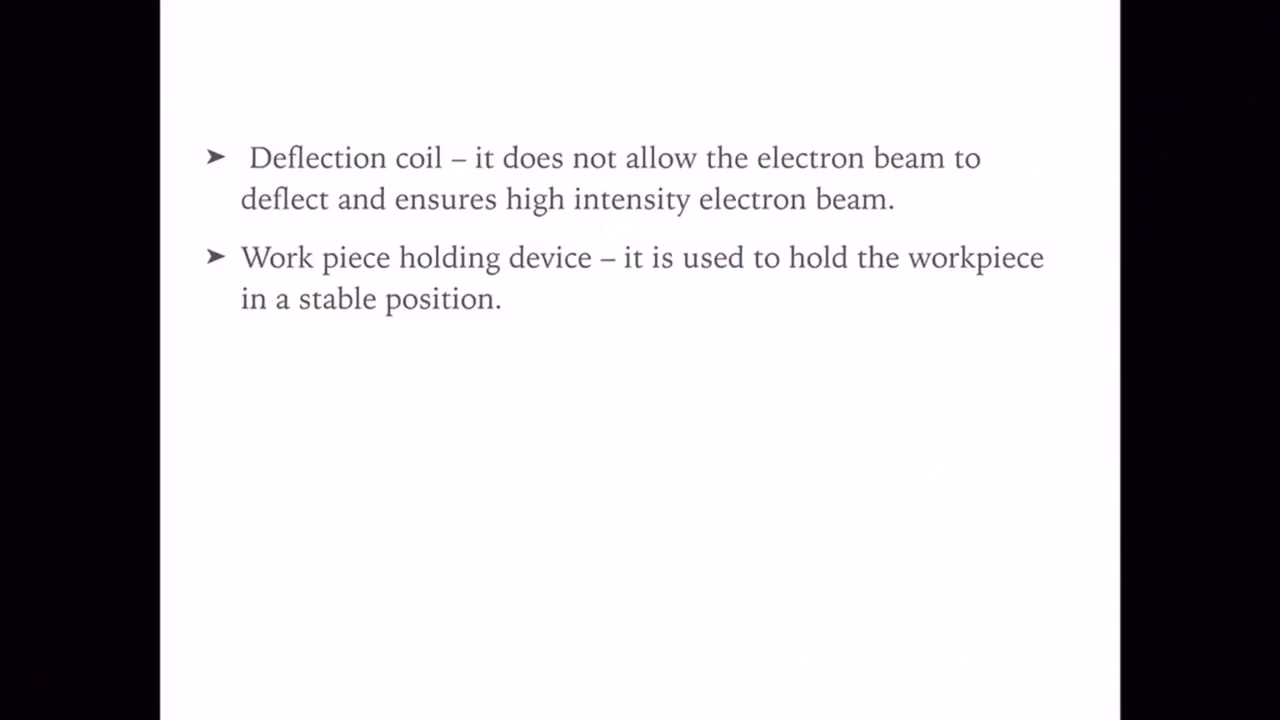 ➤ Deflection coil – it does not allow the electron beam to
deflect and ensures high intensity electron beam.
➤ Work piece holding device – it is used to hold the workpiece
in a stable position.